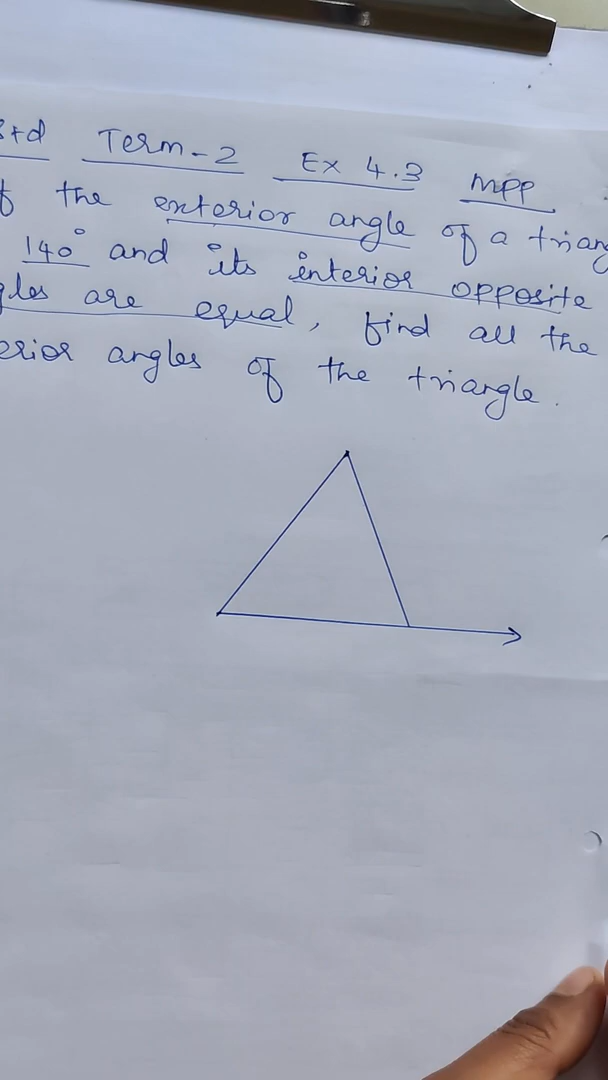 std Term-2 Ex 4.3 MPP
the exterior angle of a
140° and its interior opposite
are equal, find all the
angles of the triangle.